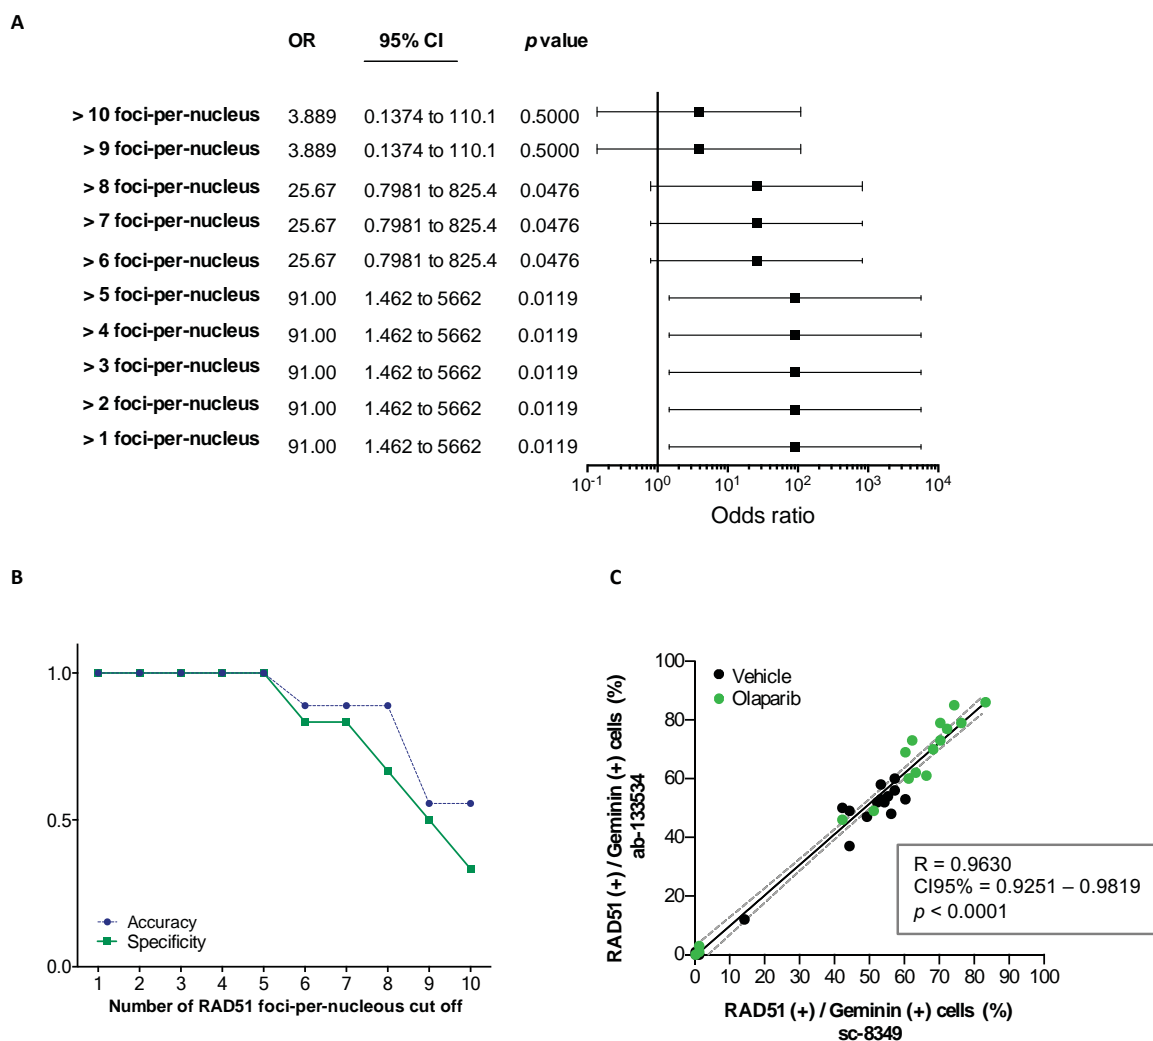 A
OR 95% CI p value
> 10 foci-per-nucleus 3.889 0.1374 to 110.1 0.5000
> 9 foci-per-nucleus 3.889 0.1374 to 110.1 0.5000
> 8 foci-per-nucleus 25.67 0.7981 to 825.4 0.0476
> 7 foci-per-nucleus 25.67 0.7981 to 825.4 0.0476
> 6 foci-per-nucleus 25.67 0.7981 to 825.4 0.0476
> 5 foci-per-nucleus 91.00 1.462 to 5662 0.0119
> 4 foci-per-nucleus 91.00 1.462 to 5662 0.0119
> 3 foci-per-nucleus 91.00 1.462 to 5662 0.0119
> 2 foci-per-nucleus 91.00 1.462 to 5662 0.0119
> 1 foci-per-nucleus 91.00 1.462 to 5662 0.0119
10-1 100 101 102 103 104
Odds ratio
B
1.0
0.5
0.0
Accuracy
Specificity
1 2 3 4 5 6 7 8 9 10
Number of RAD51 foci-per-nucleous cut off
C
RAD51 (+) / Geminin (+) cells (%)
ab-133534
100
80
60
40
20
0
Vehicle
Olaparib
R = 0.9630
CI95% = 0.9251 – 0.9819
p < 0.0001
0 10 20 30 40 50 60 70 80 90 100
RAD51 (+) / Geminin (+) cells (%)
sc-8349